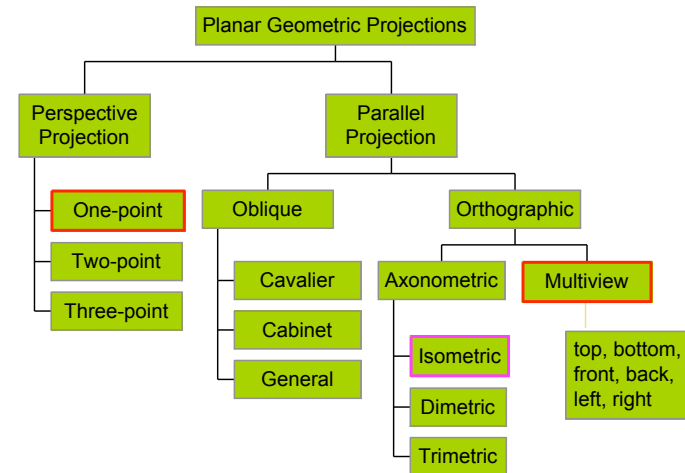 Planar Geometric Projections
Perspective
Projection
Parallel
Projection
One-point
Two-point
Three-point
Oblique
Orthographic
Cavalier
Cabinet
General
Axonometric
Multiview
Isometric
Dimetric
Trimetric
top, bottom,
front, back,
left, right